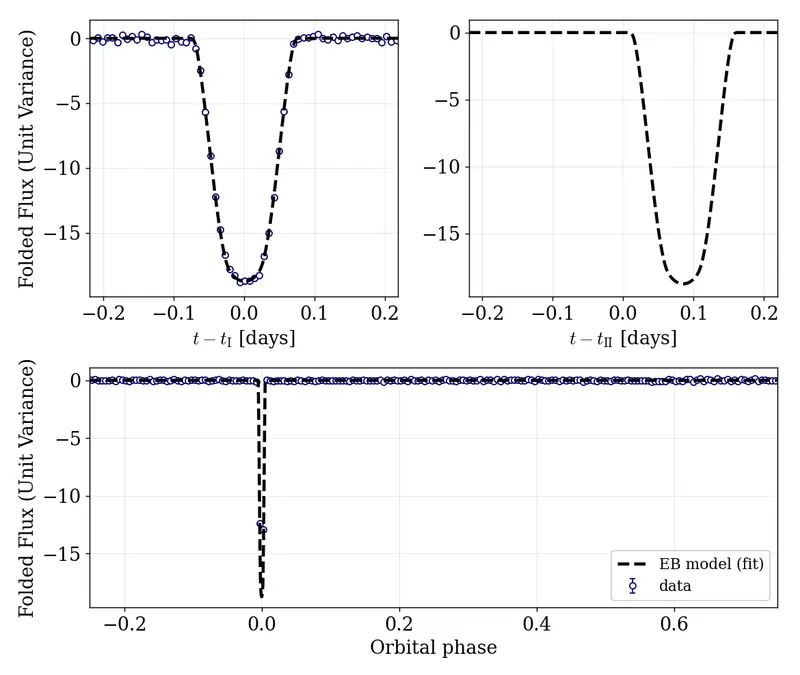 Folded Flux (Unit Variance)
0
−5
−10
−15
−0.2 −0.1 0.0 0.1 0.2
t − tI [days]
0
−5
−10
−15
−0.2 −0.1 0.0 0.1 0.2
t − tII [days]
Folded Flux (Unit Variance)
0
−5
−10
−15
EB model (fit)
data
−0.2 0.0 0.2 0.4 0.6
Orbital phase